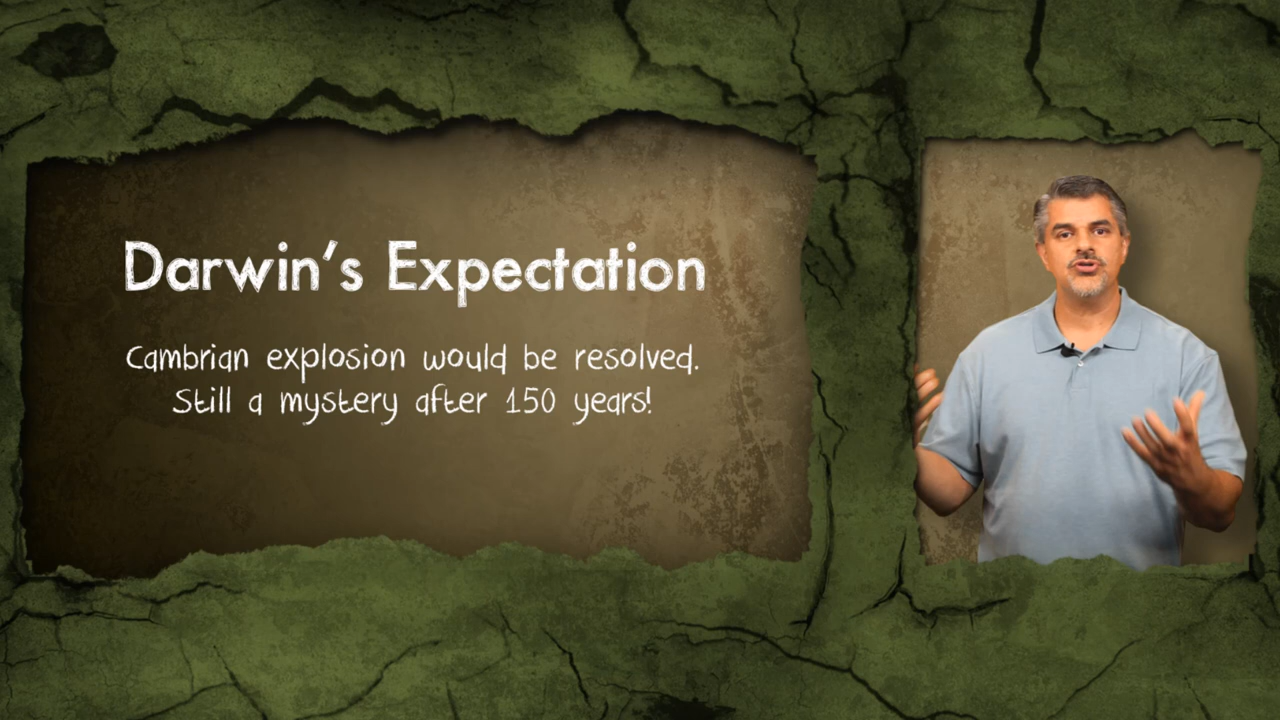 Darwin's Expectation
Cambrian explosion would be resolved.
Still a mystery after 150 years!